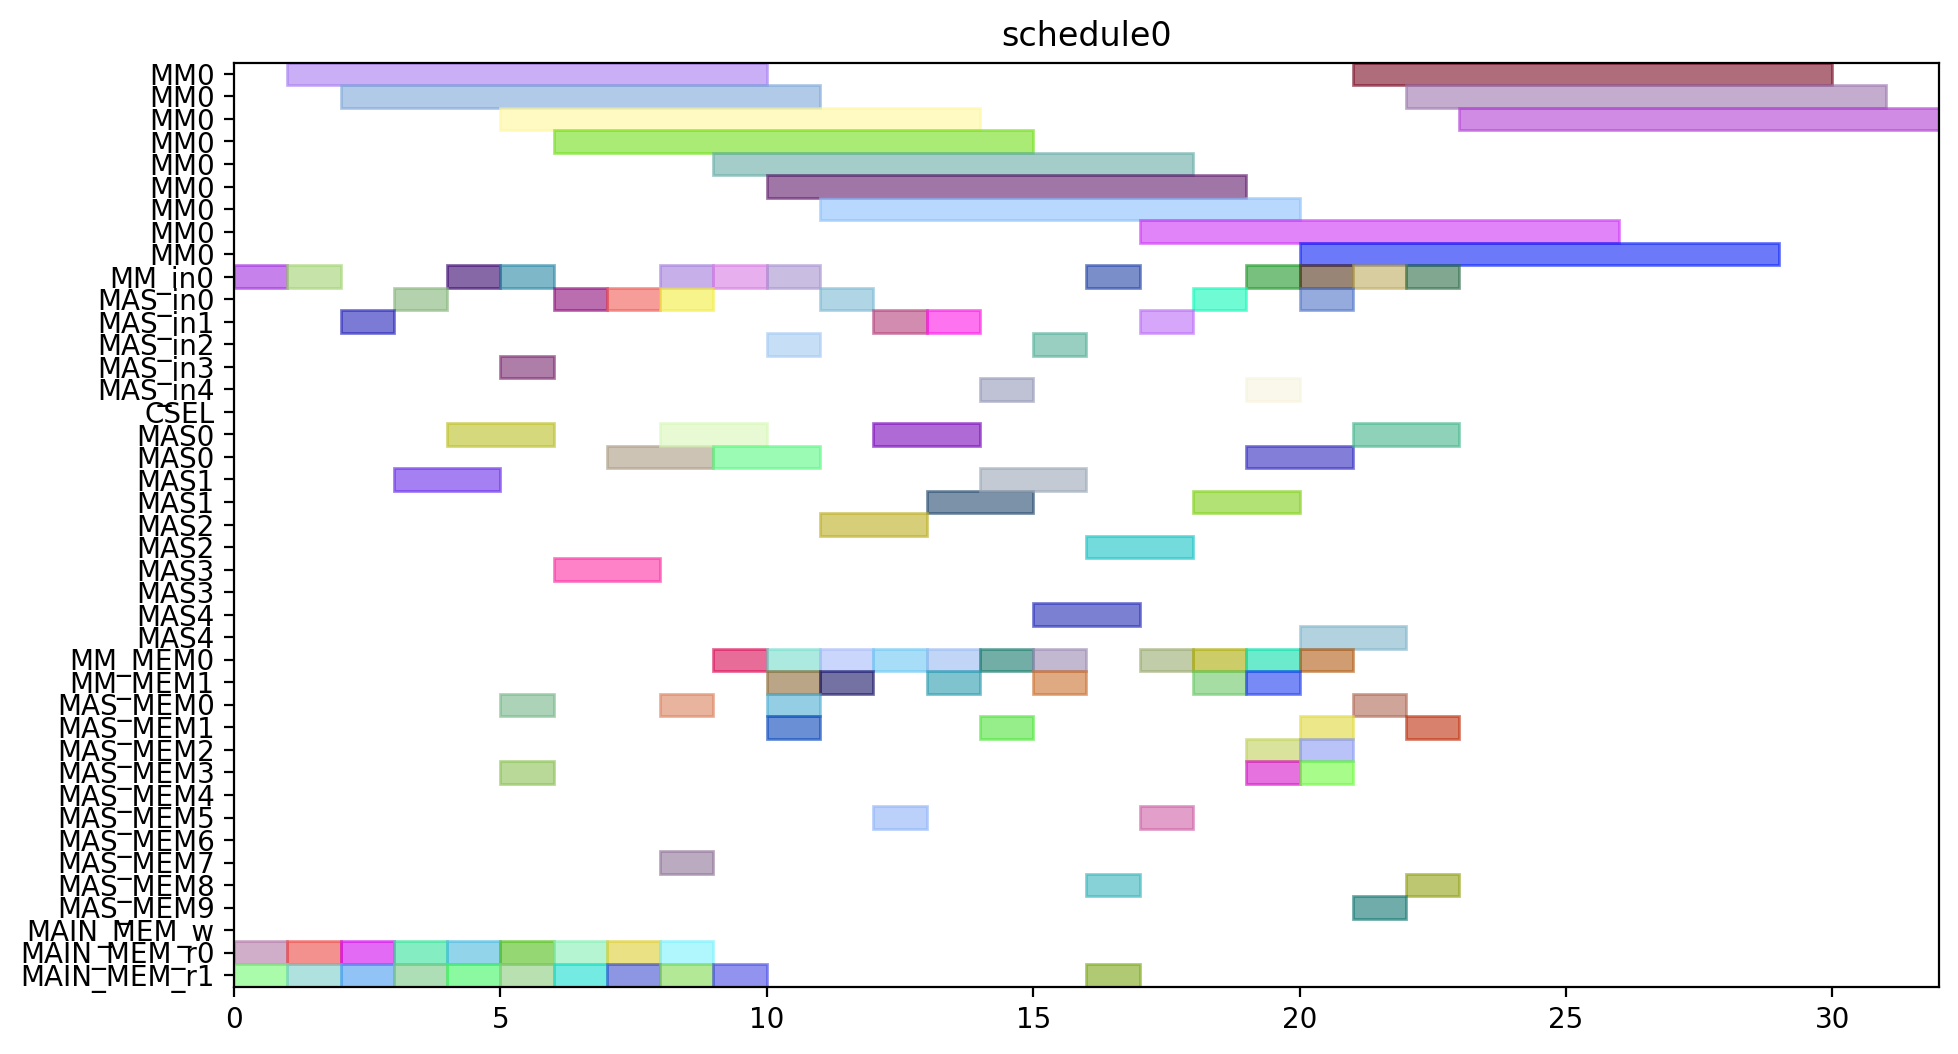 schedule0
MM0
MM0
MM0
MM0
MM0
MM0
MM0
MM0
MM0
MM_in0
MAS_in0
MAS_in1
MAS_in2
MAS_in3
MAS_in4
CSEL
MAS0
MAS0
MAS1
MAS1
MAS2
MAS2
MAS3
MAS3
MAS4
MAS4
MM_MEM0
MM_MEM1
MAS_MEM0
MAS_MEM1
MAS_MEM2
MAS_MEM3
MAS_MEM4
MAS_MEM5
MAS_MEM6
MAS_MEM7
MAS_MEM8
MAS_MEM9
MAIN_MEM_w
MAIN_MEM_r0
MAIN_MEM_r1
0 5 10 15 20 25 30